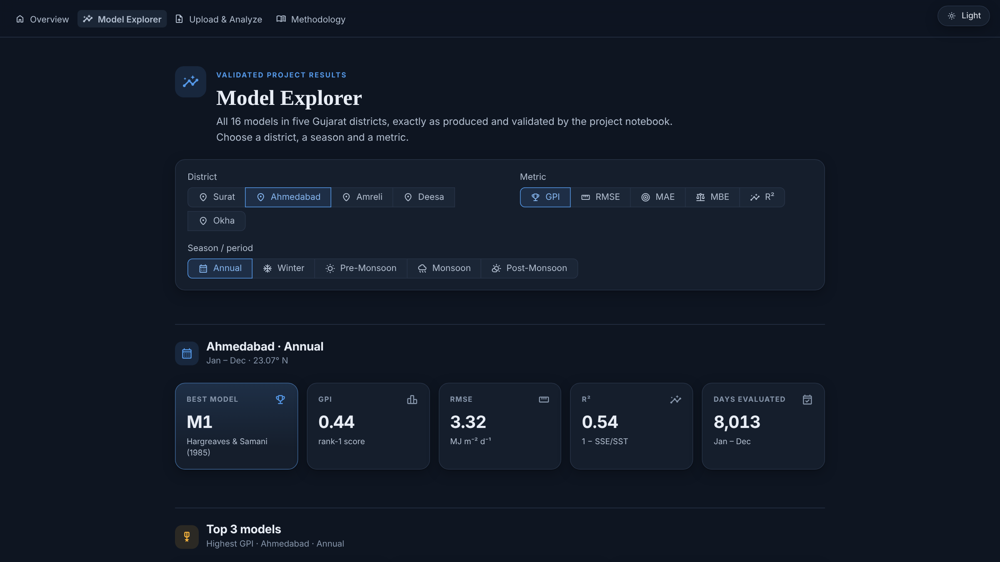 Overview
Model Explorer
Upload & Analyze
Methodology
Light
VALIDATED PROJECT RESULTS
Model Explorer
All 16 models in five Gujarat districts, exactly as produced and validated by the project notebook.
Choose a district, a season and a metric.
District
Surat
Ahmedabad
Amreli
Deesa
Okha
Metric
GPI
RMSE
MAE
MBE
R²
Season / period
Annual
Winter
Pre-Monsoon
Monsoon
Post-Monsoon
Ahmedabad · Annual
Jan – Dec · 23.07° N
BEST MODEL
M1
Hargreaves & Samani
(1985)
GPI
0.44
rank-1 score
RMSE
3.32
MJ m⁻² d⁻¹
R²
0.54
1 − SSE/SST
DAYS EVALUATED
8,013
Jan – Dec
Top 3 models
Highest GPI · Ahmedabad · Annual